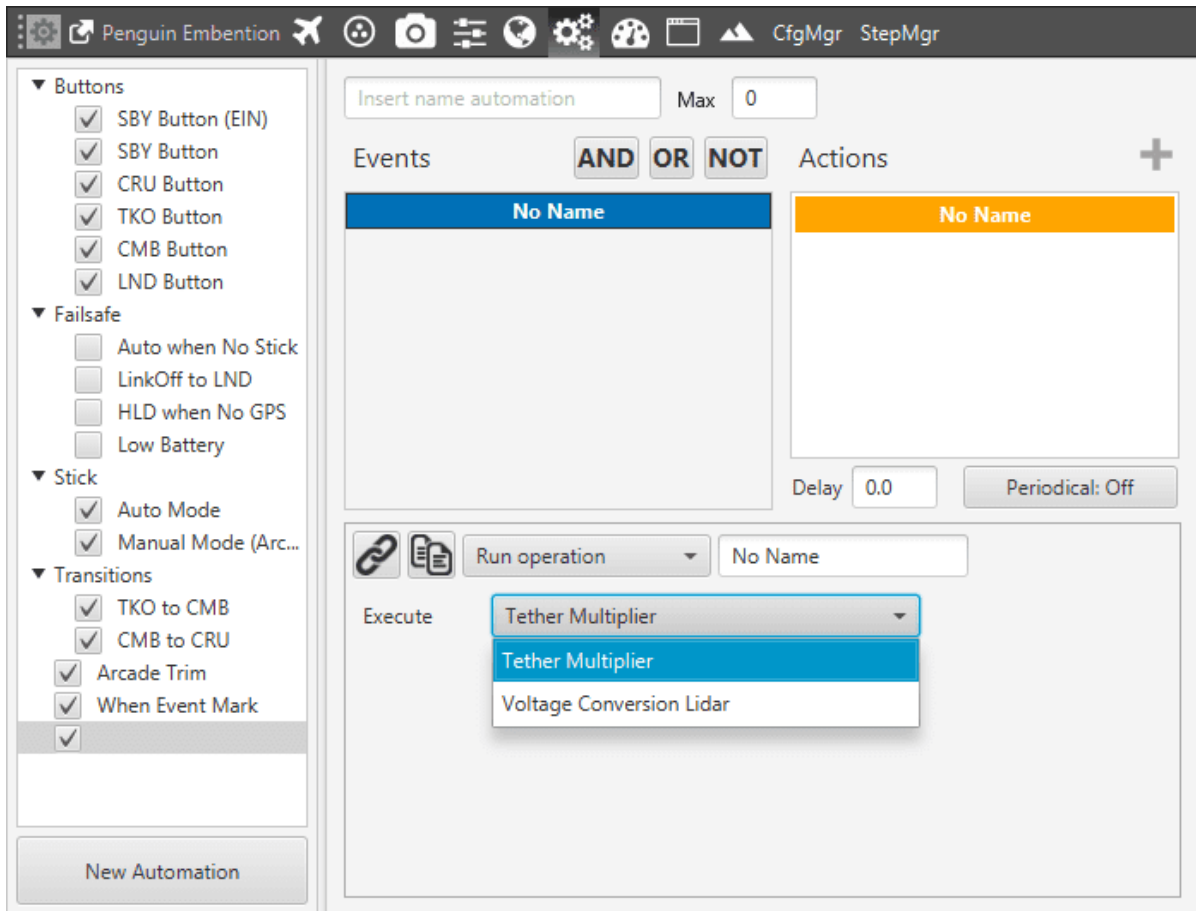 Penguin Embention CfgMgr StepMgr
Buttons
SBY Button (EIN)
SBY Button
CRU Button
TKO Button
CMB Button
LND Button
Failsafe
Auto when No Stick
LinkOff to LND
HLD when No GPS
Low Battery
Stick
Auto Mode
Manual Mode (Arc...
Transitions
TKO to CMB
CMB to CRU
Arcade Trim
When Event Mark
New Automation
Insert name automation Max 0
Events AND OR NOT Actions
No Name No Name
Delay 0.0 Periodical: Off
Run operation No Name
Execute Tether Multiplier
Tether Multiplier
Voltage Conversion Lidar